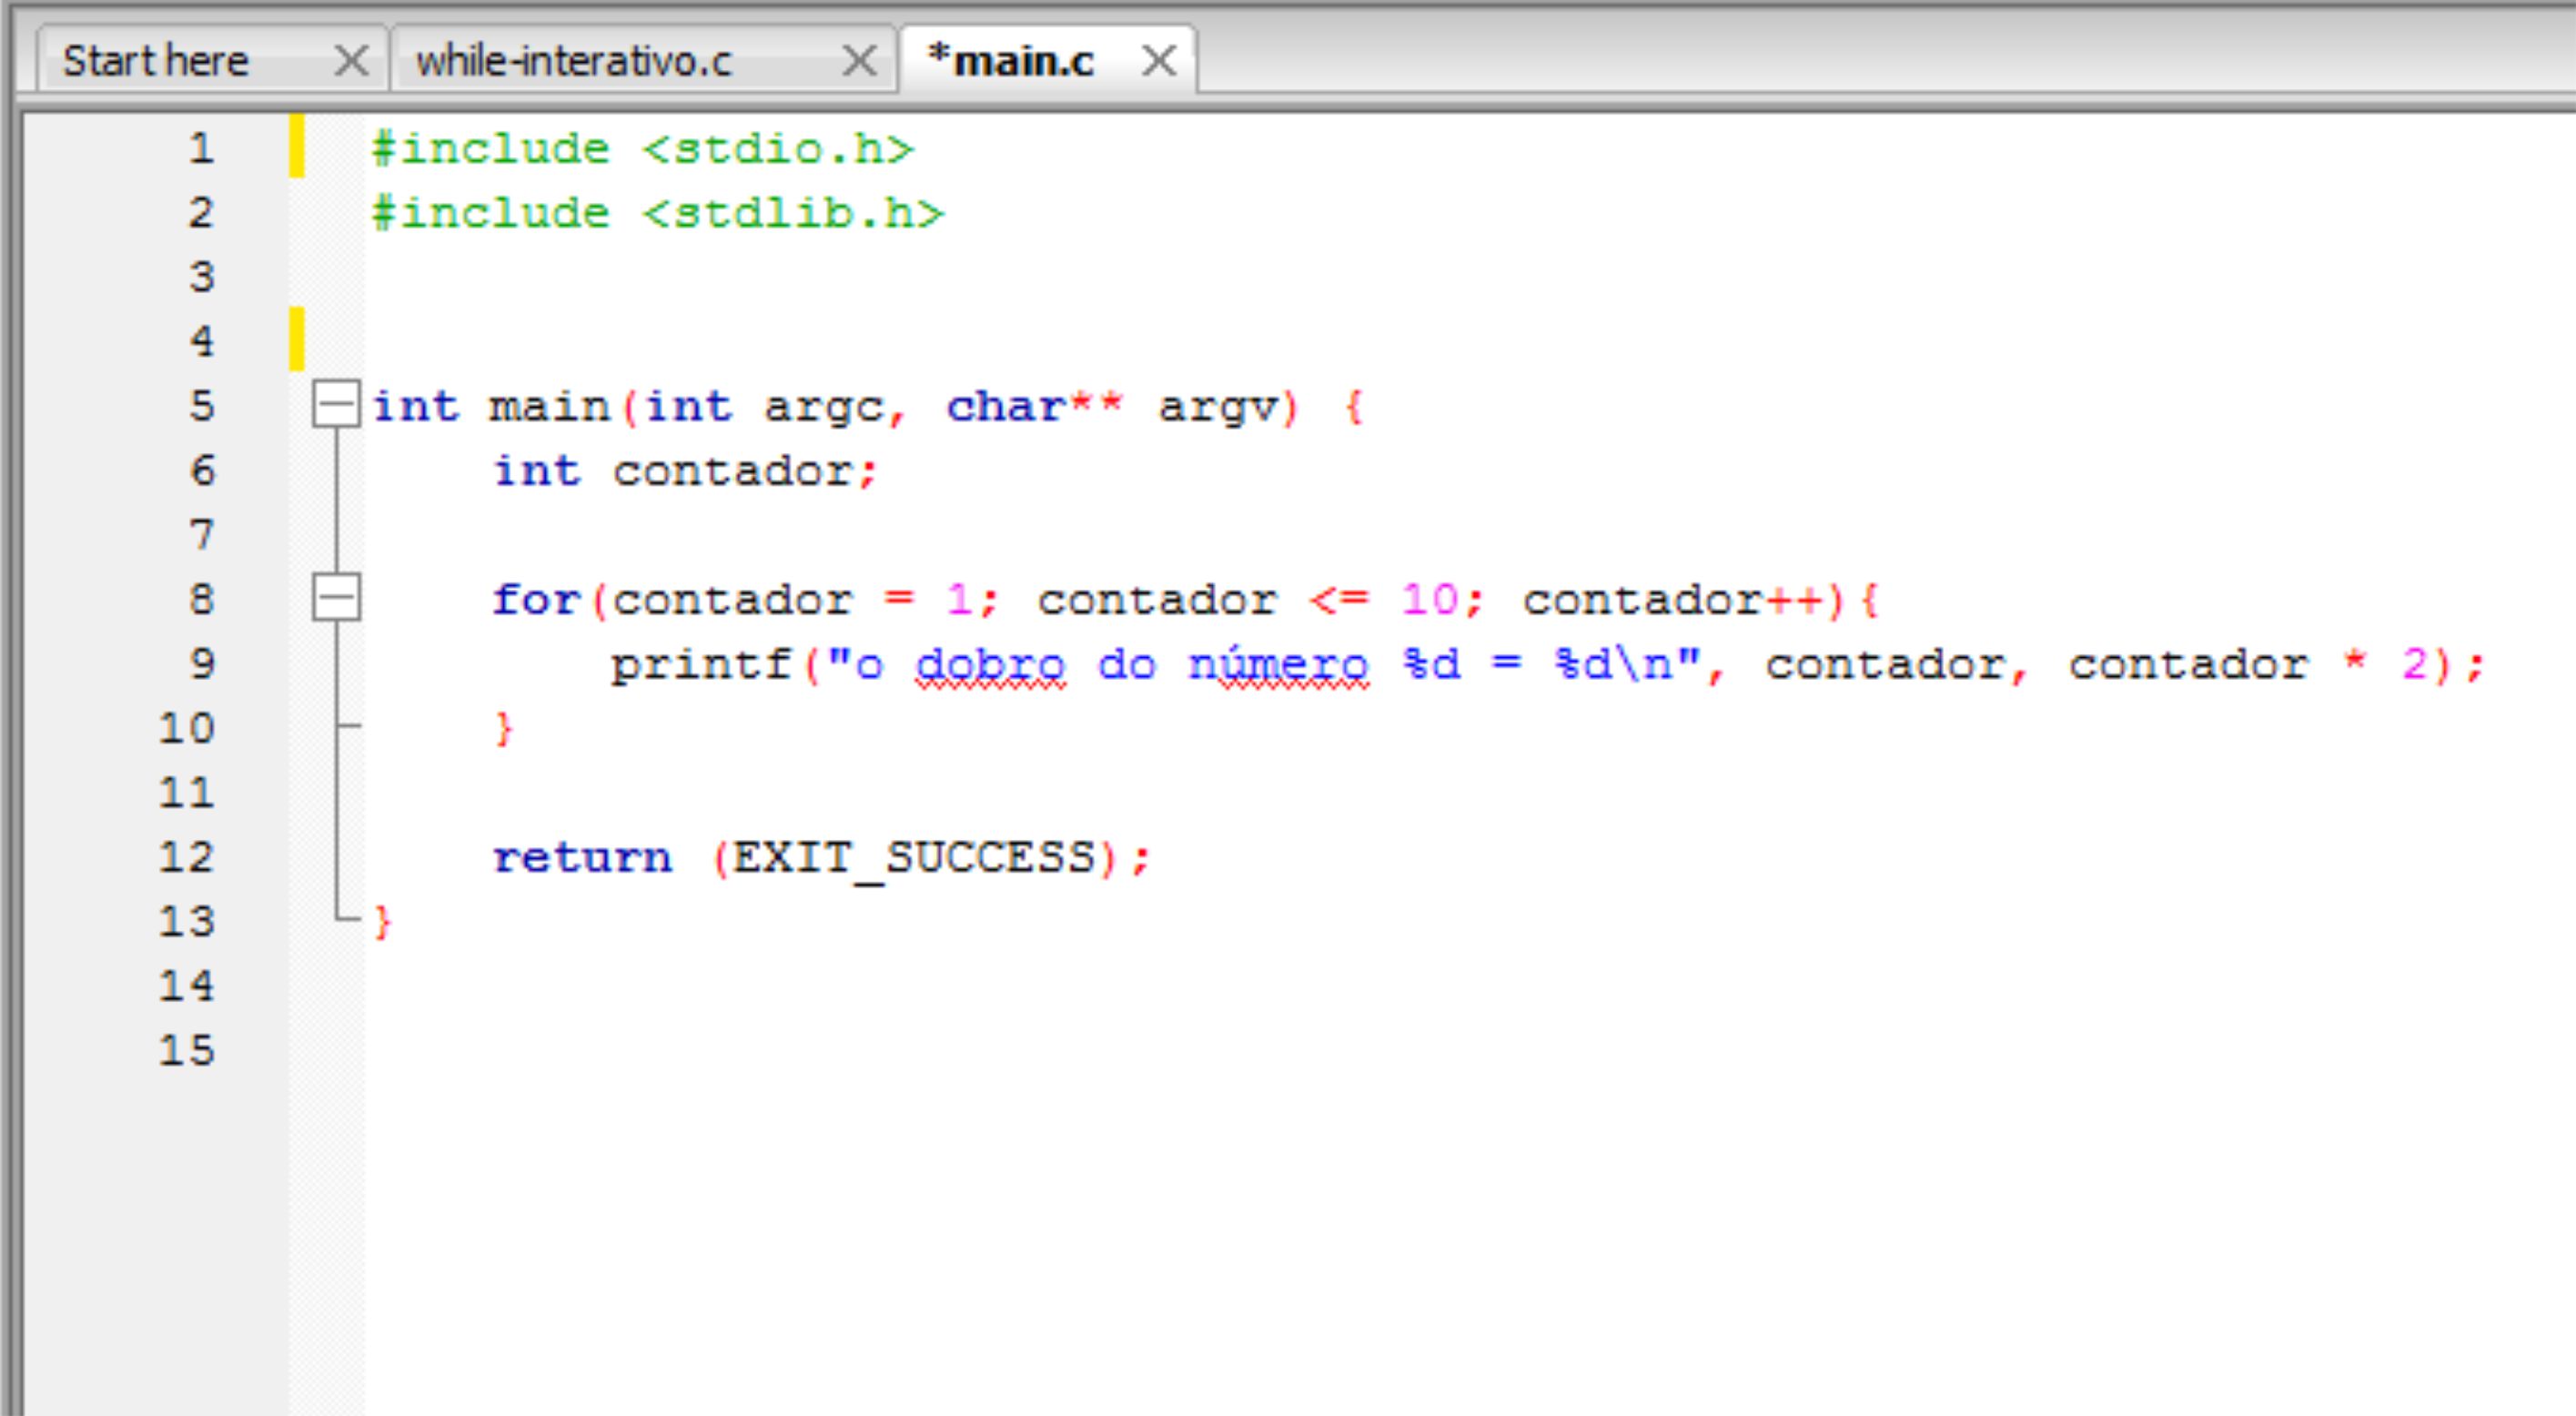 Start here while-interativo.c *main.c
1 #include <stdio.h>
2 #include <stdlib.h>
3
4
5 int main(int argc, char** argv) {
6     int contador;
7
8     for(contador = 1; contador <= 10; contador++){
9         printf("o dobro do número %d = %d\n", contador, contador * 2);
10     }
11
12     return (EXIT_SUCCESS);
13 }
14
15